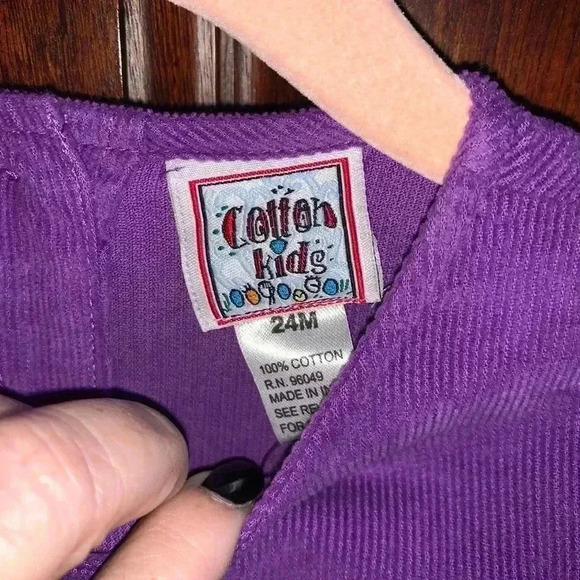 Cotton
kids
24M
100% COTTON
R.N. 96049
MADE IN
SEE
FOR